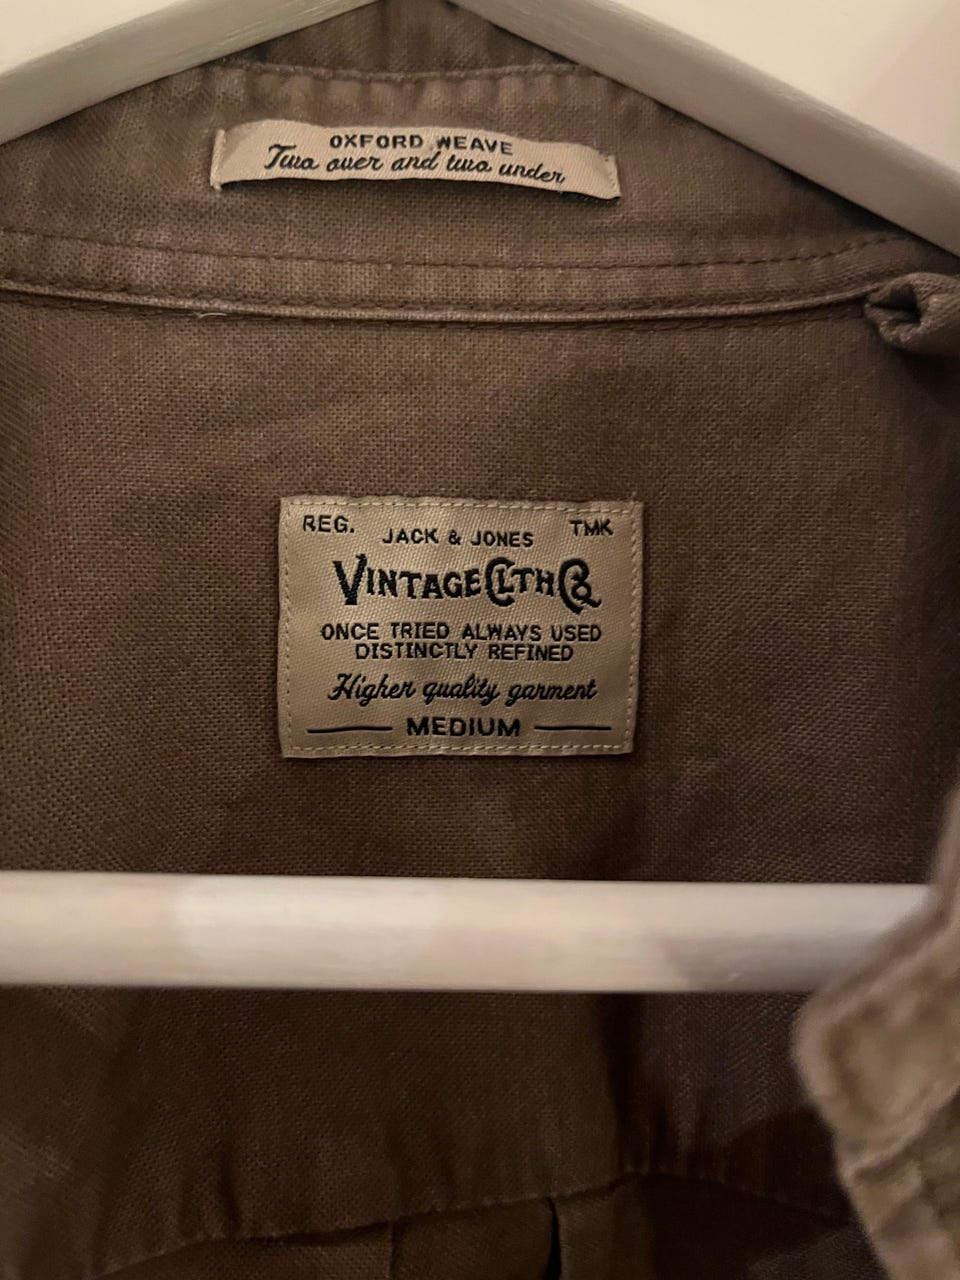 OXFORD WEAVE
Two over and two under
REG. TMK
JACK & JONES
VINTAGE CLTH CO
ONCE TRIED ALWAYS USED
DISTINCTLY REFINED
Higher quality garment
MEDIUM